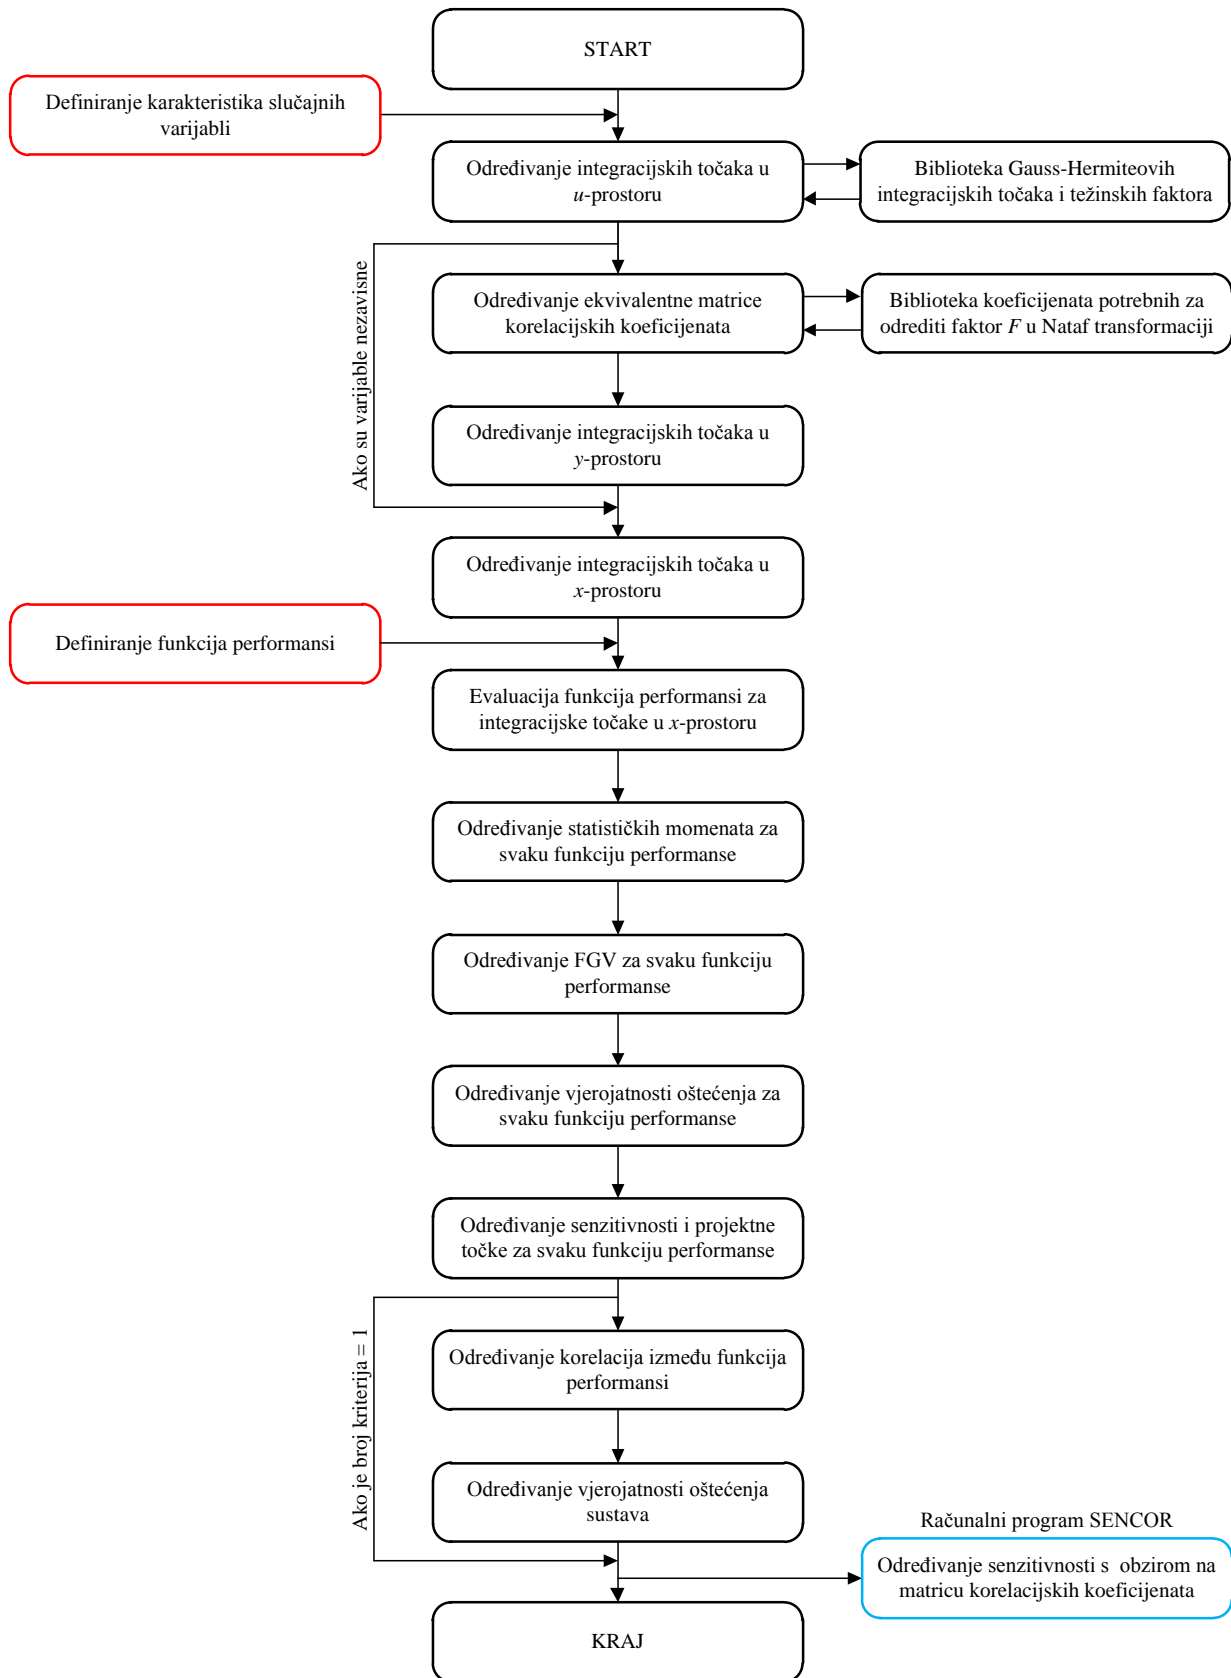 START
Definiranje karakteristika slučajnih
varijabli
Određivanje integracijskih točaka u
u-prostoru
Biblioteka Gauss-Hermiteovih
integracijskih točaka i težinskih faktora
Ako su varijable nezavisne
Određivanje ekvivalentne matrice
korelacijskih koeficijenata
Biblioteka koeficijenata potrebnih za
odrediti faktor F u Nataf transformaciji
Određivanje integracijskih točaka u
y-prostoru
Određivanje integracijskih točaka u
x-prostoru
Definiranje funkcija performansi
Evaluacija funkcija performansi za
integracijske točake u x-prostoru
Određivanje statističkih momenata za
svaku funkciju performanse
Određivanje FGV za svaku funkciju
performanse
Određivanje vjerojatnosti oštećenja za
svaku funkciju performanse
Određivanje senzitivnosti i projektne
točke za svaku funkciju performanse
Ako je broj kriterija = 1
Određivanje korelacija između funkcija
performansi
Određivanje vjerojatnosti oštećenja
sustava
Računalni program SENCOR
Određivanje senzitivnosti s obzirom na
matricu korelacijskih koeficijenata
KRAJ